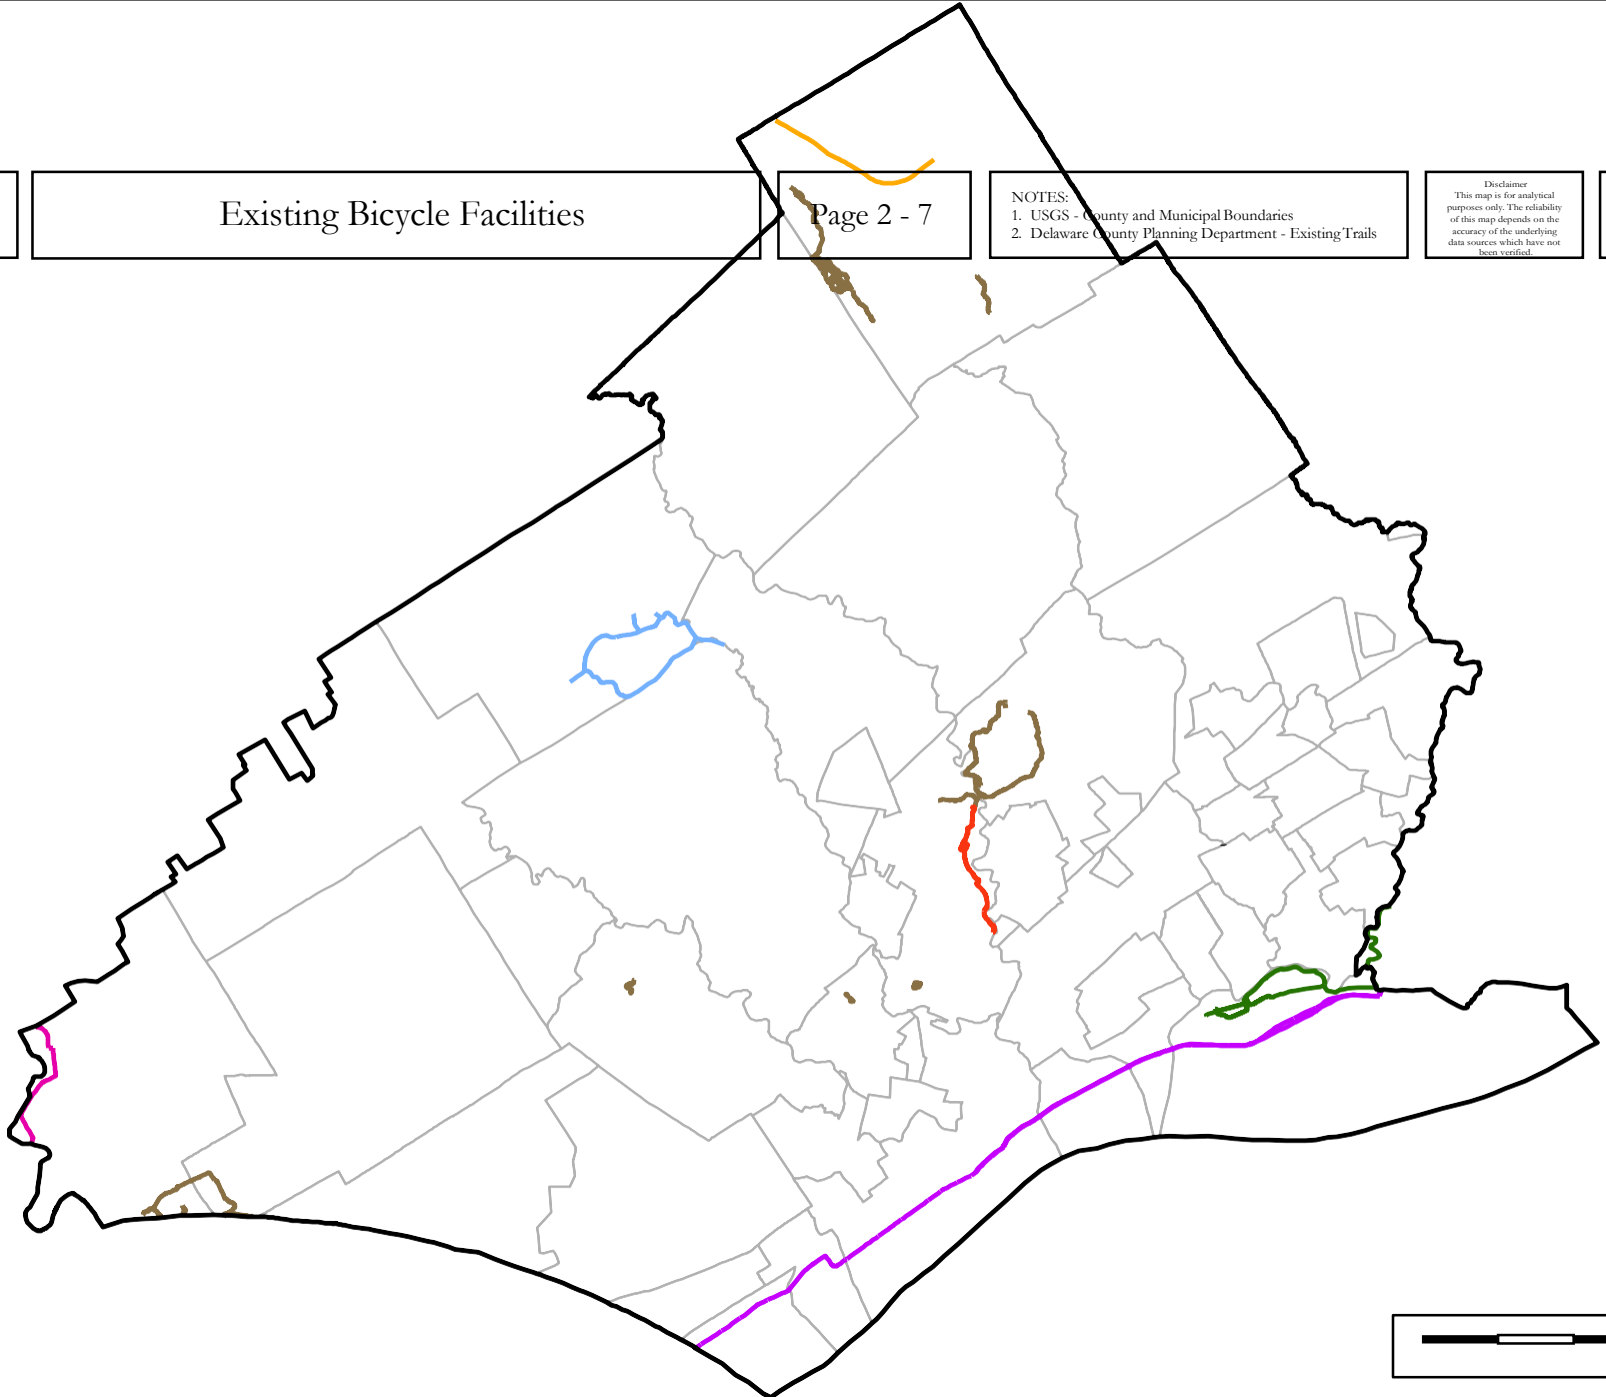 Existing Bicycle Facilities
Page 2 - 7
NOTES:
1. USGS - County and Municipal Boundaries
2. Delaware County Planning Department - Existing Trails
Disclaimer
This map is for analytical
purposes only. The reliability
of this map depends on the
accuracy of the underlying
data sources which have not
been verified.